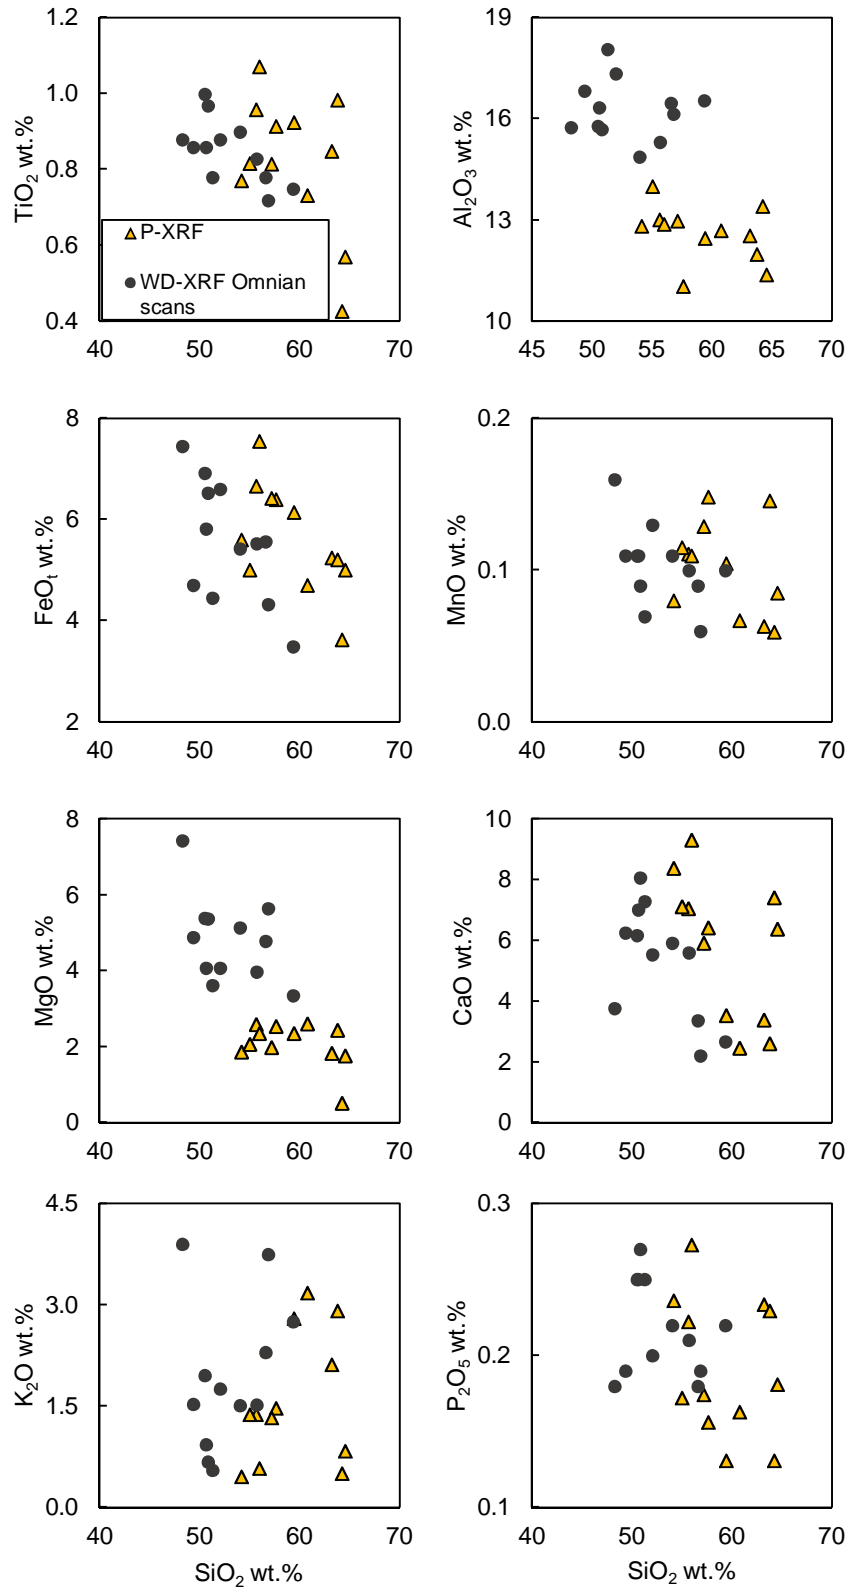 TiO₂ wt.%
1.2
1.0
0.8
0.6
0.4
P-XRF
WD-XRF Omnian
scans
40 50 60 70
Al₂O₃ wt.%
19
16
13
10
45 50 55 60 65 70
FeOₜ wt.%
8
6
4
2
40 50 60 70
MnO wt.%
0.2
0.1
0.0
40 50 60 70
MgO wt.%
8
6
4
2
0
40 50 60 70
CaO wt.%
10
8
6
4
2
0
40 50 60 70
K₂O wt.%
4.5
3.0
1.5
0.0
40 50 60 70
SiO₂ wt.%
P₂O₅ wt.%
0.3
0.2
0.1
40 50 60 70
SiO₂ wt.%